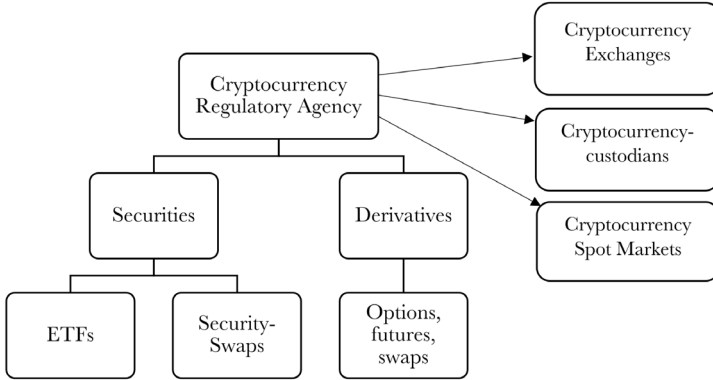 Cryptocurrency
Exchanges
Cryptocurrency
Regulatory Agency
Cryptocurrency-
custodians
Securities
Derivatives
Cryptocurrency
Spot Markets
ETFs
Security-
Swaps
Options,
futures,
swaps